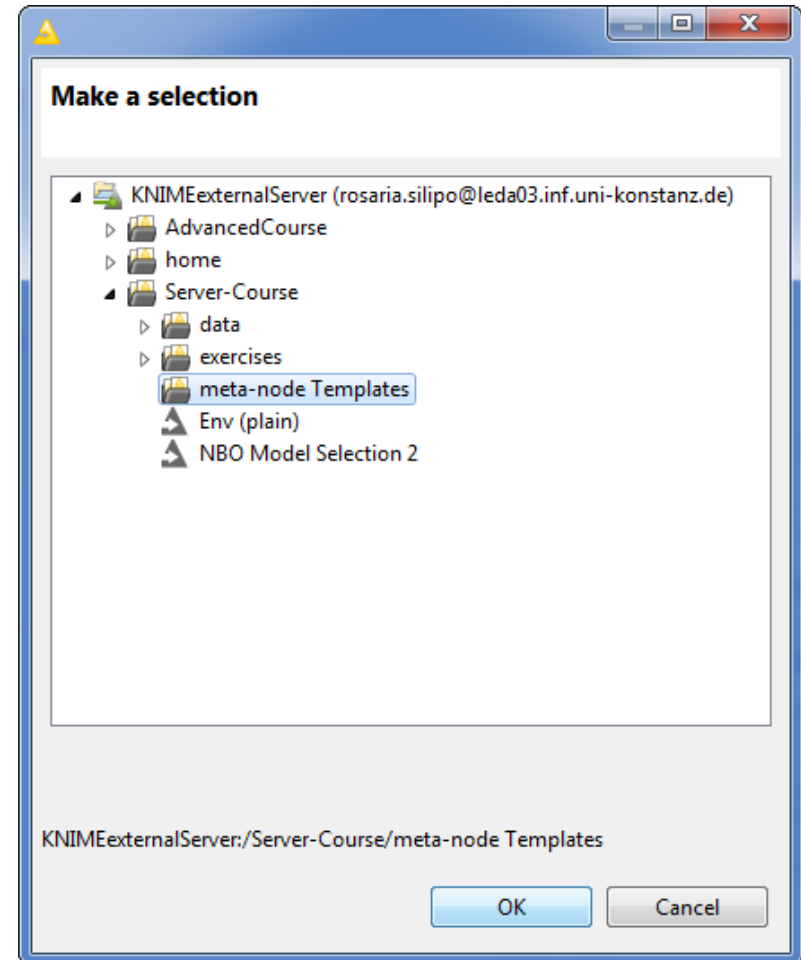 Make a selection
KNIMEexternalServer (rosaria.silipo@leda03.inf.uni-konstanz.de)
AdvancedCourse
home
Server-Course
data
exercises
meta-node Templates
Env (plain)
NBO Model Selection 2
KNIMEexternalServer:/Server-Course/meta-node Templates
OK
Cancel